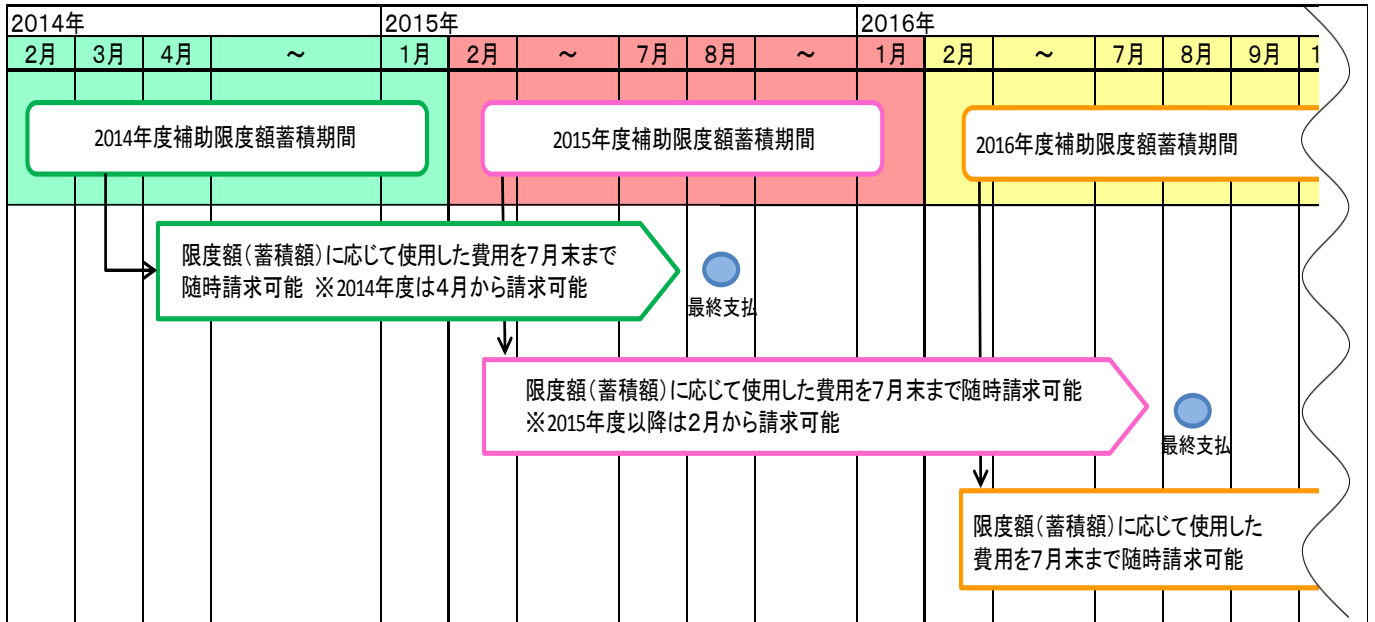 2014年 2015年 2016年
2月 3月 4月 ~ 1月 2月 ~ 7月 8月 ~ 1月 2月 ~ 7月 8月 9月 1
2014年度補助限度額蓄積期間
2015年度補助限度額蓄積期間
2016年度補助限度額蓄積期間
限度額(蓄積額)に応じて使用した費用を7月末まで
随時請求可能 ※2014年度は4月から請求可能
最終支払
限度額(蓄積額)に応じて使用した費用を7月末まで随時請求可能
※2015年度以降は2月から請求可能
最終支払
限度額(蓄積額)に応じて使用した
費用を7月末まで随時請求可能